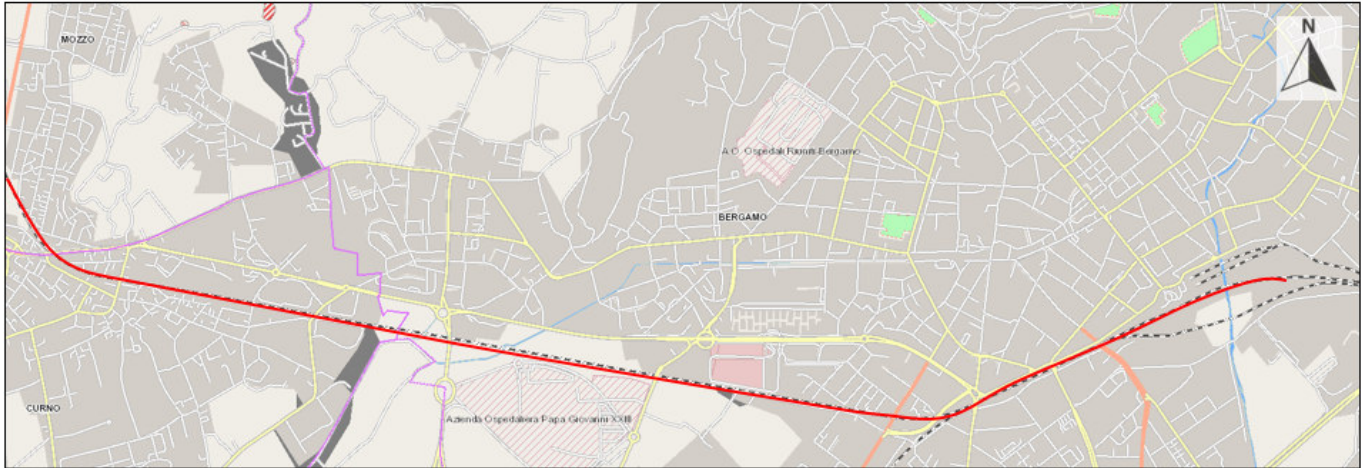 N
MOZZO
A.O. Ospedali Riuniti-Bergamo
BERGAMO
CURNO
Azienda Ospedaliera Papa Giovanni XXIII